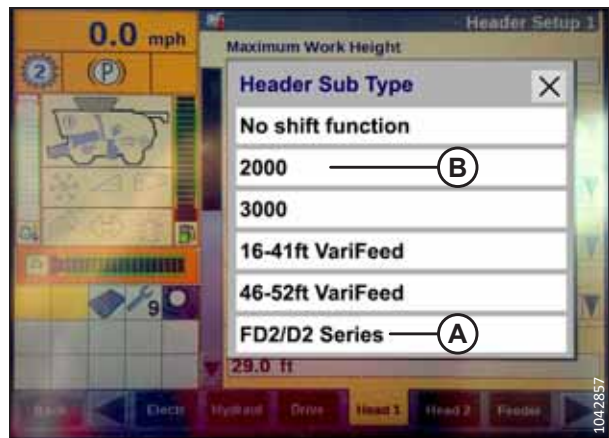 0.0 mph
Header Setup 1
Maximum Work Height
2
P
Header Sub Type
No shift function
2000
B
3000
16-41ft VariFeed
46-52ft VariFeed
9
FD2/D2 Series
A
29.0 ft
Back
Electr
Hydraul
Drive
Head 1
Head 2
Feeder
1042857